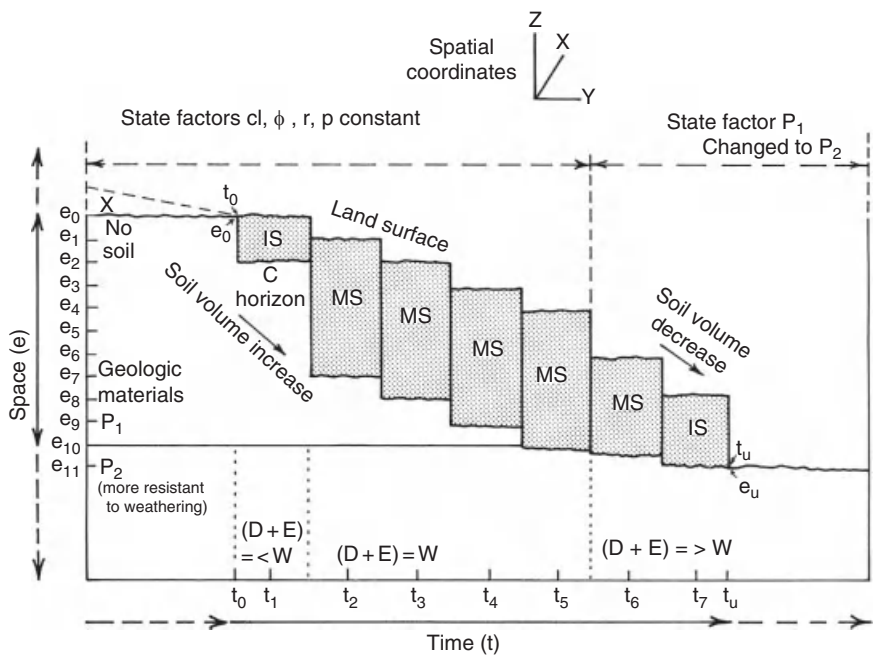 Z
X
Y
Spatial
coordinates
State factors cl, ϕ , r, p constant
State factor P₁
Changed to P₂
Space (e)
e₀
e₁
e₂
e₃
e₄
e₅
e₆
e₇
e₈
e₉
e₁₀
e₁₁
X
No
soil
t₀
e₀
IS
C
horizon
Land surface
Soil volume increase
MS
MS
MS
MS
MS
IS
Soil volume
decrease
t_u
e_u
Geologic
materials
P₁
P₂
(more resistant
to weathering)
(D + E)
= < W
(D + E) = W
(D + E) = > W
t₀
t₁
t₂
t₃
t₄
t₅
t₆
t₇
t_u
Time (t)